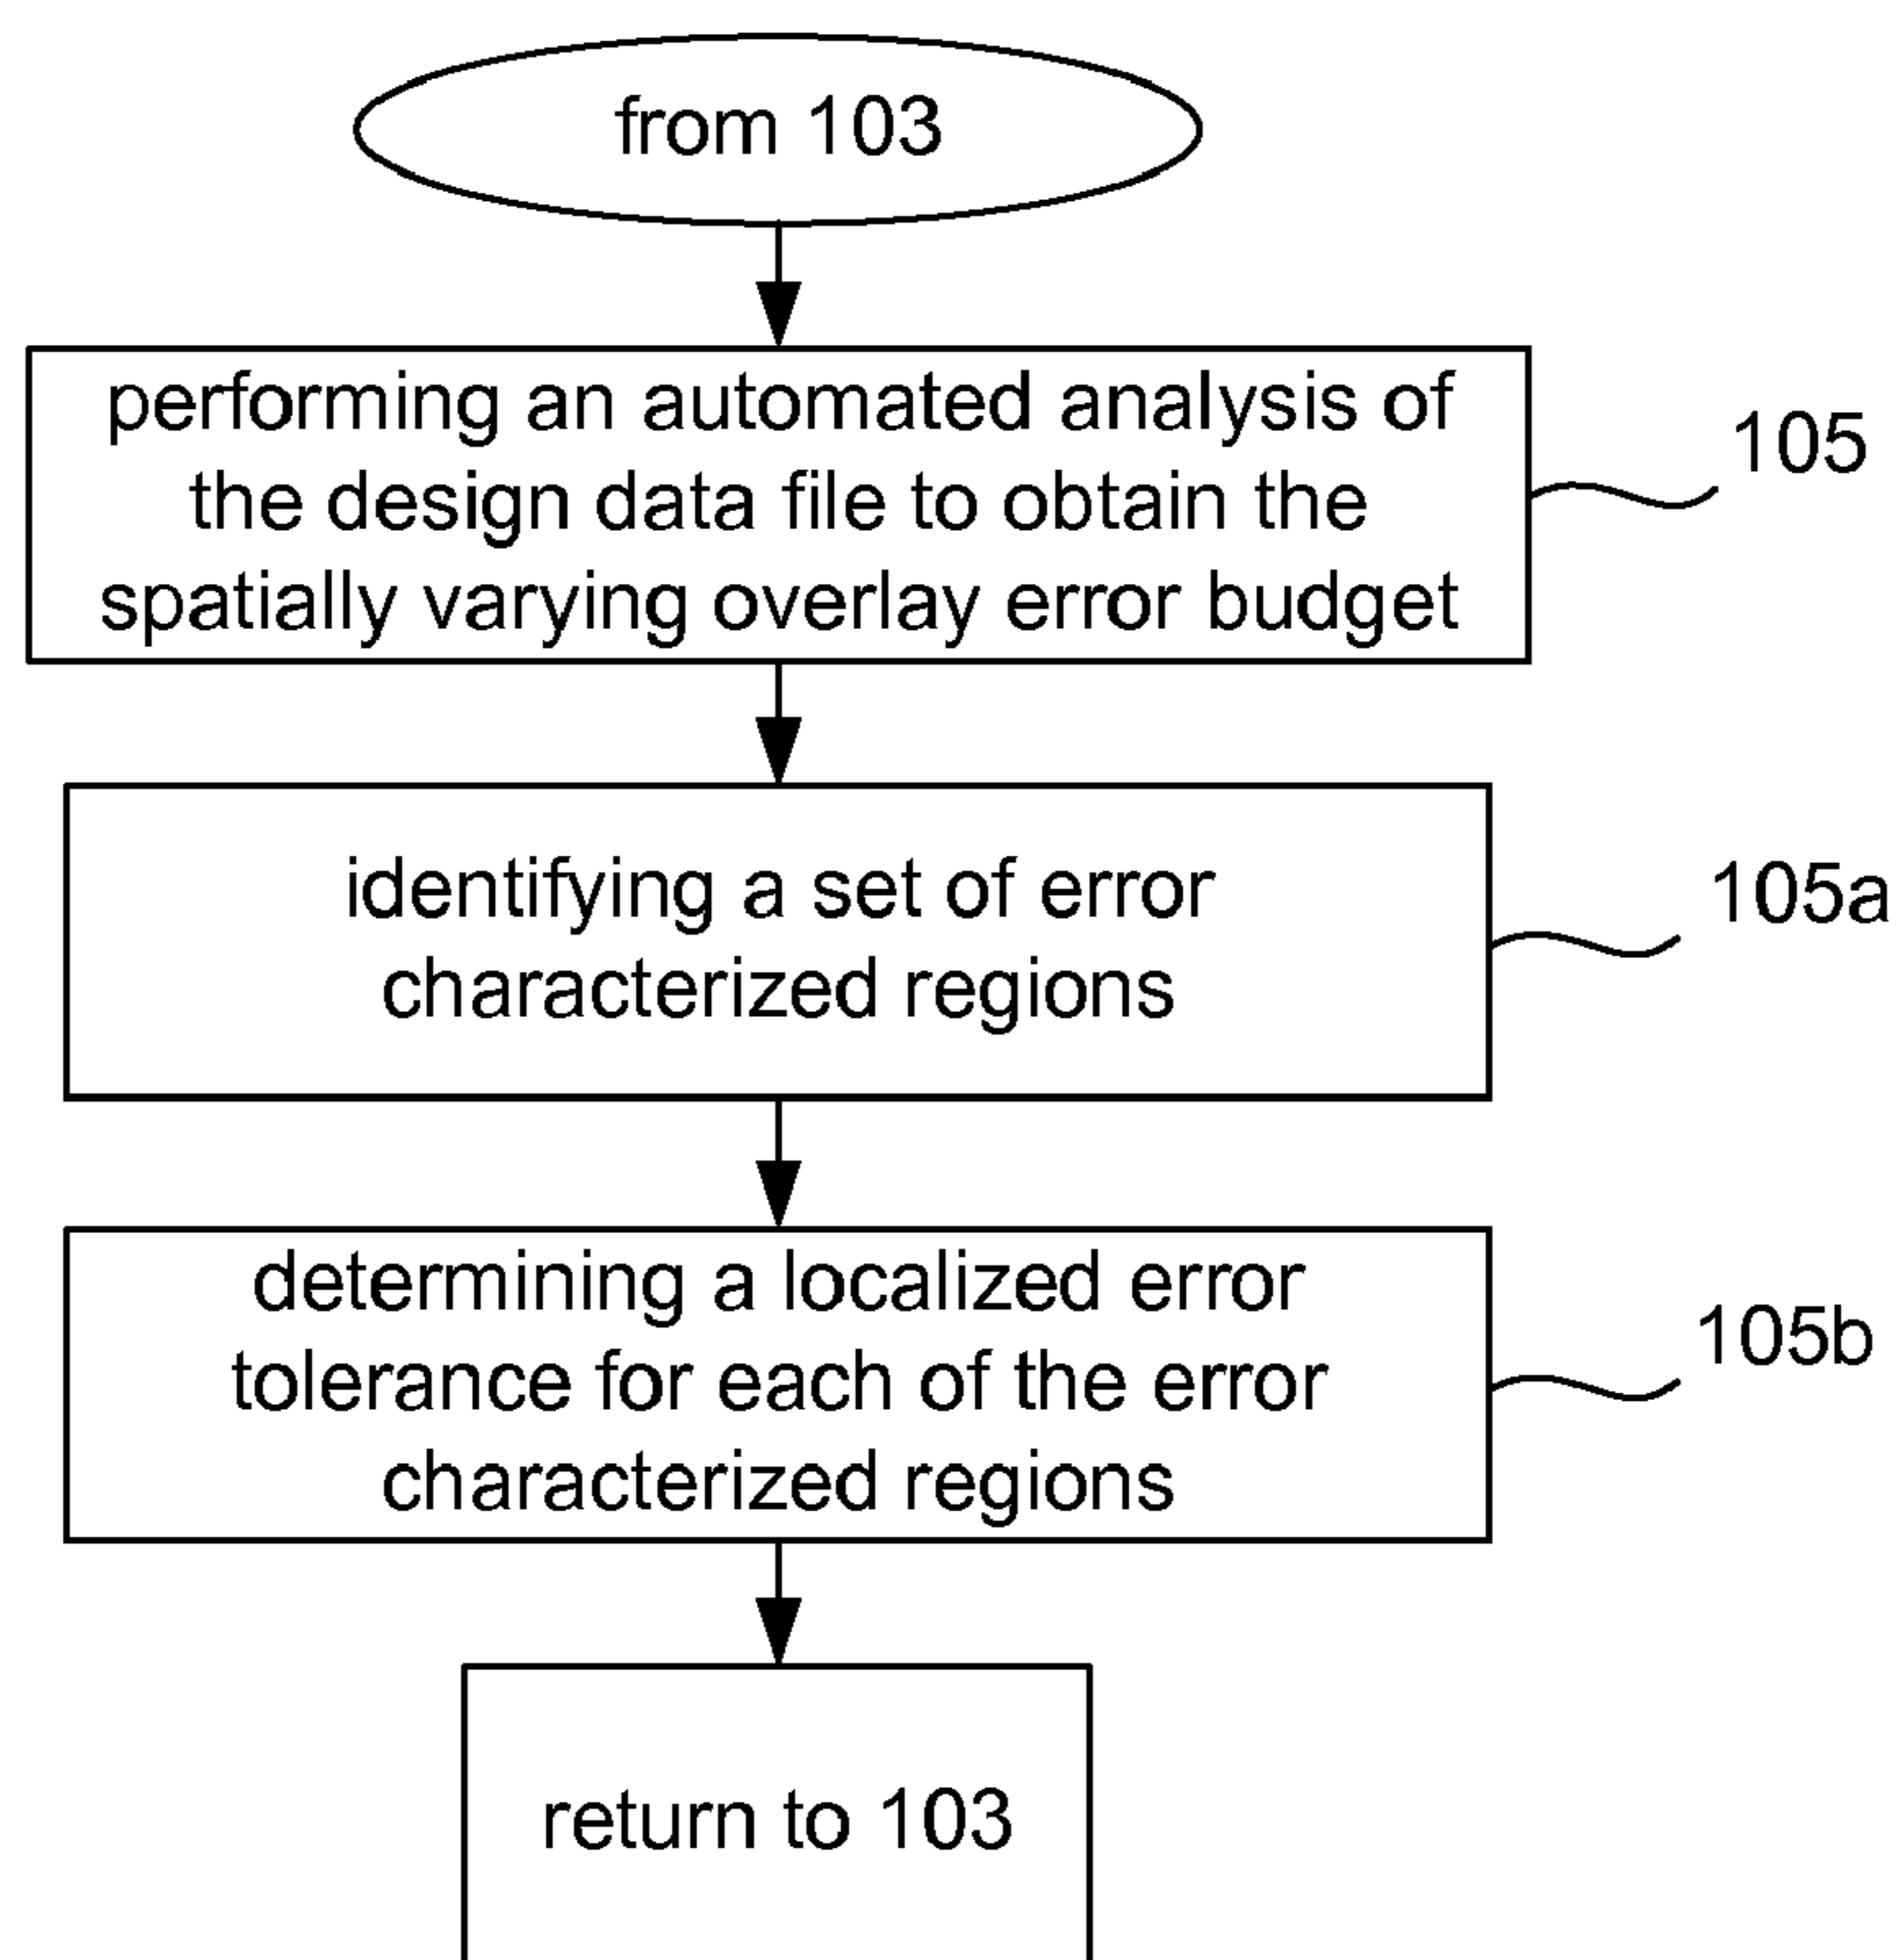 from 103
performing an automated analysis of
the design data file to obtain the
spatially varying overlay error budget
105
identifying a set of error
characterized regions
105a
determining a localized error
tolerance for each of the error
characterized regions
105b
return to 103